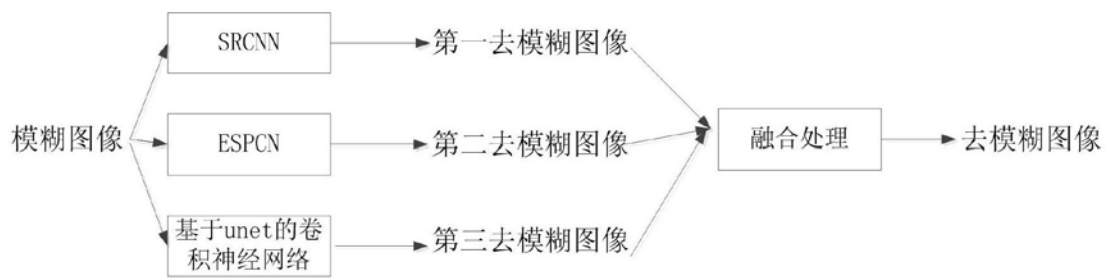 SRCNN
第一去模糊图像
模糊图像
ESPCN
第二去模糊图像
融合处理
去模糊图像
基于unet的卷
积神经网络
第三去模糊图像